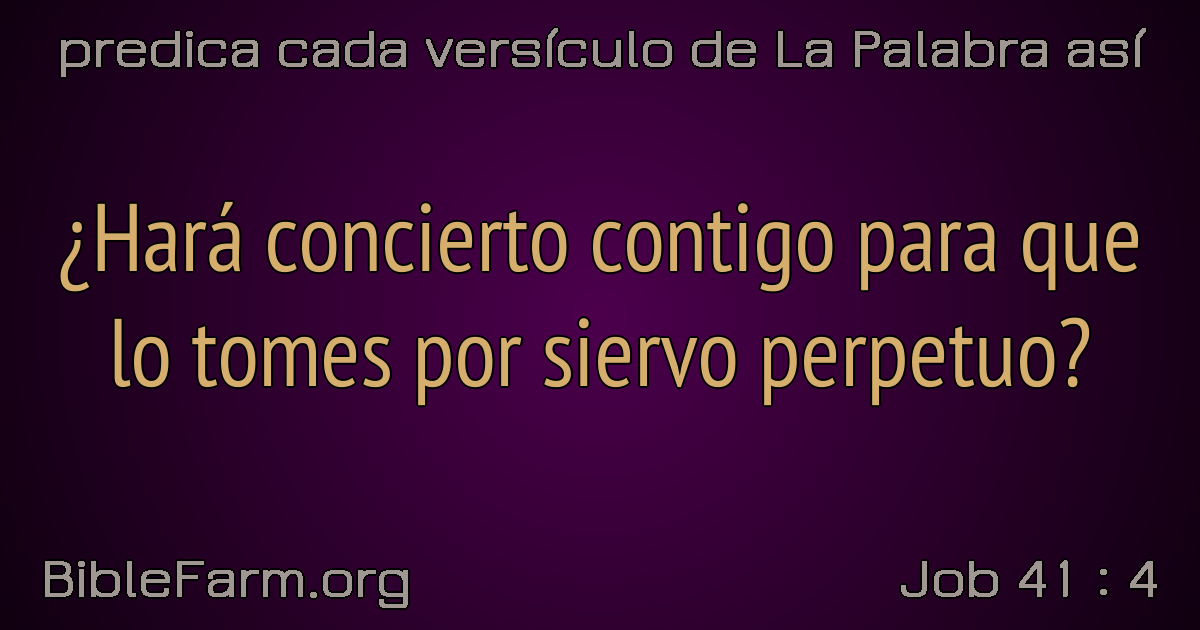 predica cada versículo de La Palabra así
¿Hará concierto contigo para que
lo tomes por siervo perpetuo?
BibleFarm.org
Job 41 : 4